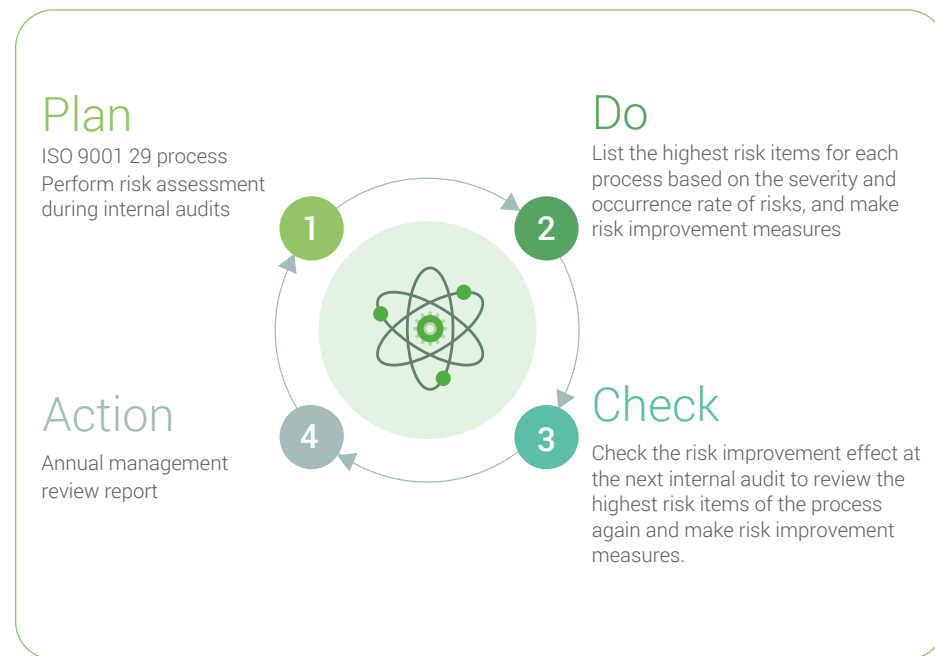 Plan
ISO 9001 29 process
Perform risk assessment
during internal audits
1
Do
List the highest risk items for each
process based on the severity and
occurrence rate of risks, and make
risk improvement measures
2
Check
Check the risk improvement effect at
the next internal audit to review the
highest risk items of the process
again and make risk improvement
measures.
3
Action
Annual management
review report
4